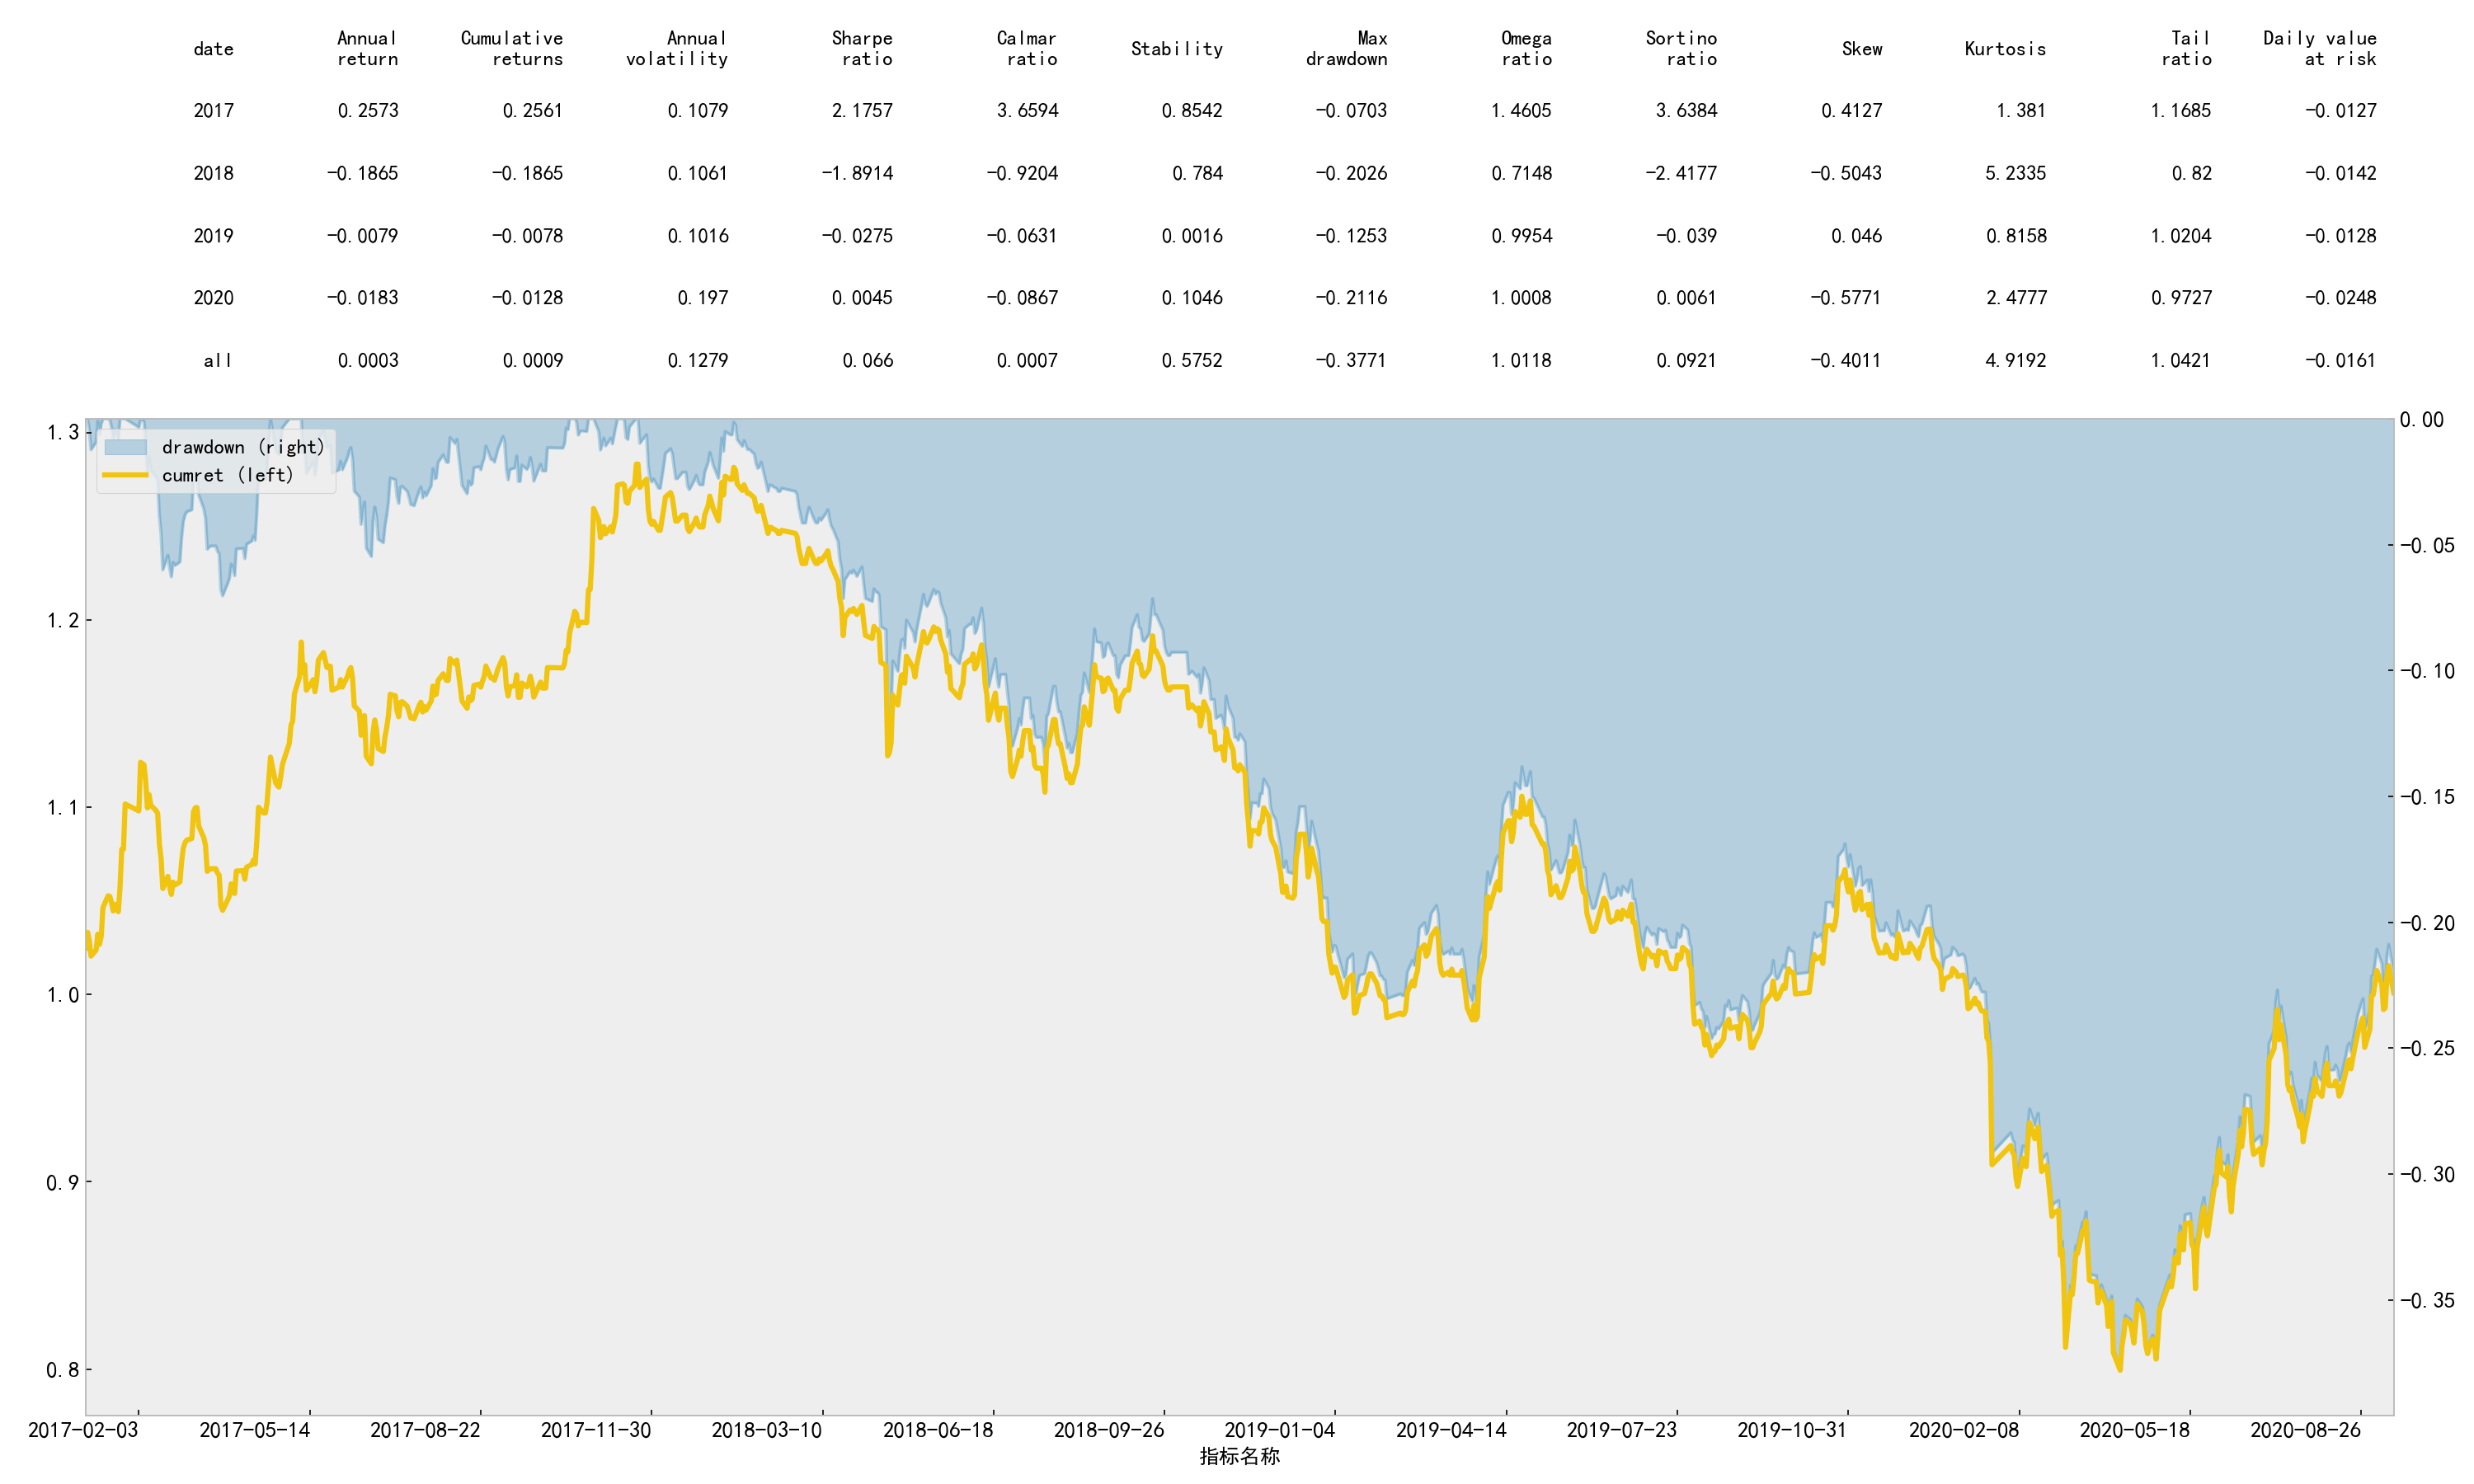 date Annual return Cumulative returns Annual volatility Sharpe ratio Calmar ratio Stability Max drawdown Omega ratio Sortino ratio Skew Kurtosis Tail ratio Daily value at risk
2017 0.2573 0.2561 0.1079 2.1757 3.6594 0.8542 -0.0703 1.4605 3.6384 0.4127 1.381 1.1685 -0.0127
2018 -0.1865 -0.1865 0.1061 -1.8914 -0.9204 0.784 -0.2026 0.7148 -2.4177 -0.5043 5.2335 0.82 -0.0142
2019 -0.0079 -0.0078 0.1016 -0.0275 -0.0631 0.0016 -0.1253 0.9954 -0.039 0.046 0.8158 1.0204 -0.0128
2020 -0.0183 -0.0128 0.197 0.0045 -0.0867 0.1046 -0.2116 1.0008 0.0061 -0.5771 2.4777 0.9727 -0.0248
all 0.0003 0.0009 0.1279 0.066 0.0007 0.5752 -0.3771 1.0118 0.0921 -0.4011 4.9192 1.0421 -0.0161
drawdown (right)
cumret (left)
1.3
1.2
1.1
1.0
0.9
0.8
0.00
-0.05
-0.10
-0.15
-0.20
-0.25
-0.30
-0.35
2017-02-03 2017-05-14 2017-08-22 2017-11-30 2018-03-10 2018-06-18 2018-09-26 2019-01-04 2019-04-14 2019-07-23 2019-10-31 2020-02-08 2020-05-18 2020-08-26
指标名称